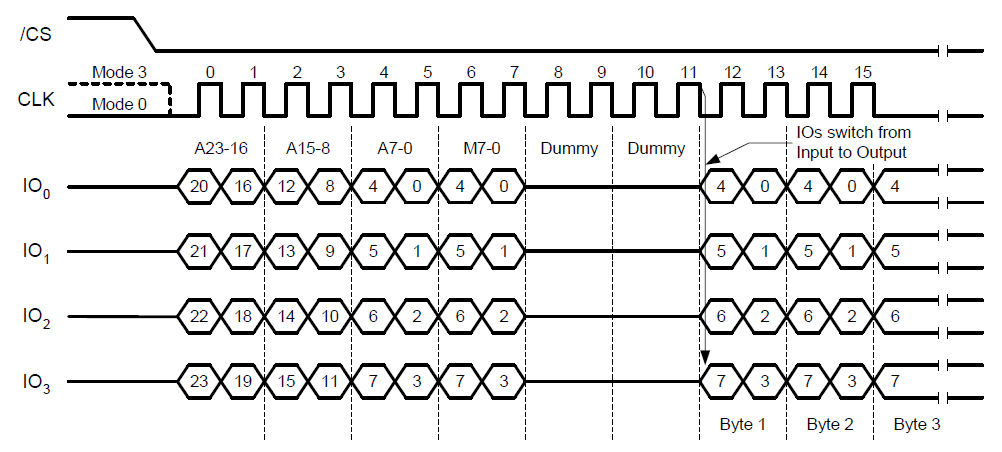 /CS
Mode 3 0 1 2 3 4 5 6 7 8 9 10 11 12 13 14 15
CLK
Mode 0
IOs switch from
Input to Output
A23-16 A15-8 A7-0 M7-0 Dummy Dummy
IO0 20 16 12 8 4 0 4 0 4 0 4 0 4
IO1 21 17 13 9 5 1 5 1 5 1 5 1 5
IO2 22 18 14 10 6 2 6 2 6 2 6 2 6
IO3 23 19 15 11 7 3 7 3 7 3 7 3 7
Byte 1 Byte 2 Byte 3